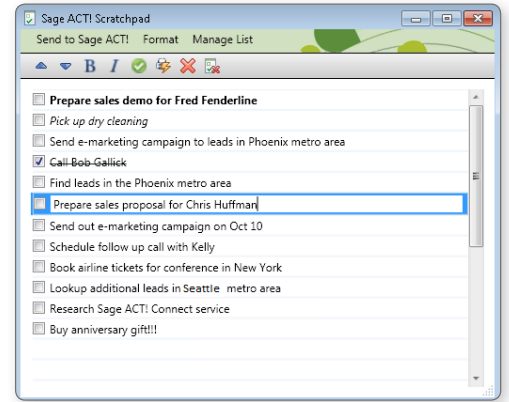 Sage ACT! Scratchpad
Send to Sage ACT! Format Manage List
B I
Prepare sales demo for Fred Fenderline
Pick up dry cleaning
Send e-marketing campaign to leads in Phoenix metro area
Call Bob Gallick
Find leads in the Phoenix metro area
Prepare sales proposal for Chris Huffman
Send out e-marketing campaign on Oct 10
Schedule follow up call with Kelly
Book airline tickets for conference in New York
Lookup additional leads in Seattle metro area
Research Sage ACT! Connect service
Buy anniversary gift!!!